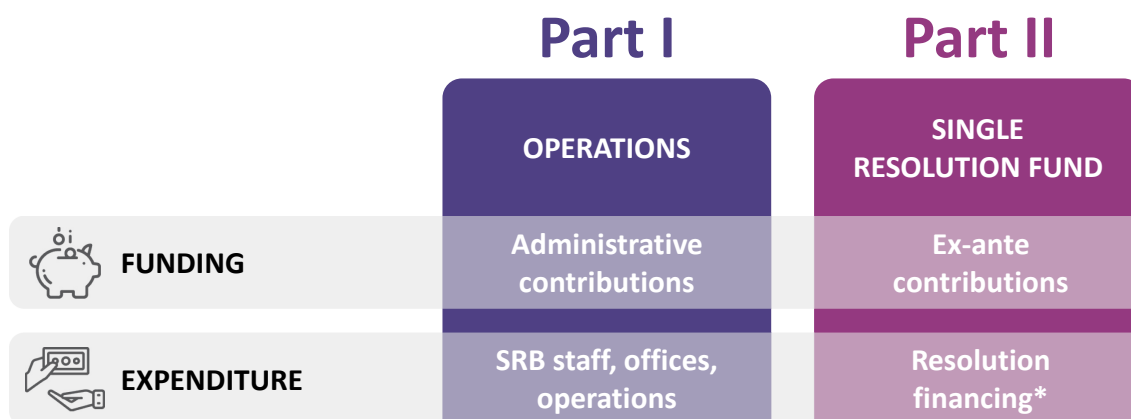 Part I
Part II
OPERATIONS
SINGLE
RESOLUTION FUND
FUNDING
Administrative
contributions
Ex-ante
contributions
EXPENDITURE
SRB staff, offices,
operations
Resolution
financing*